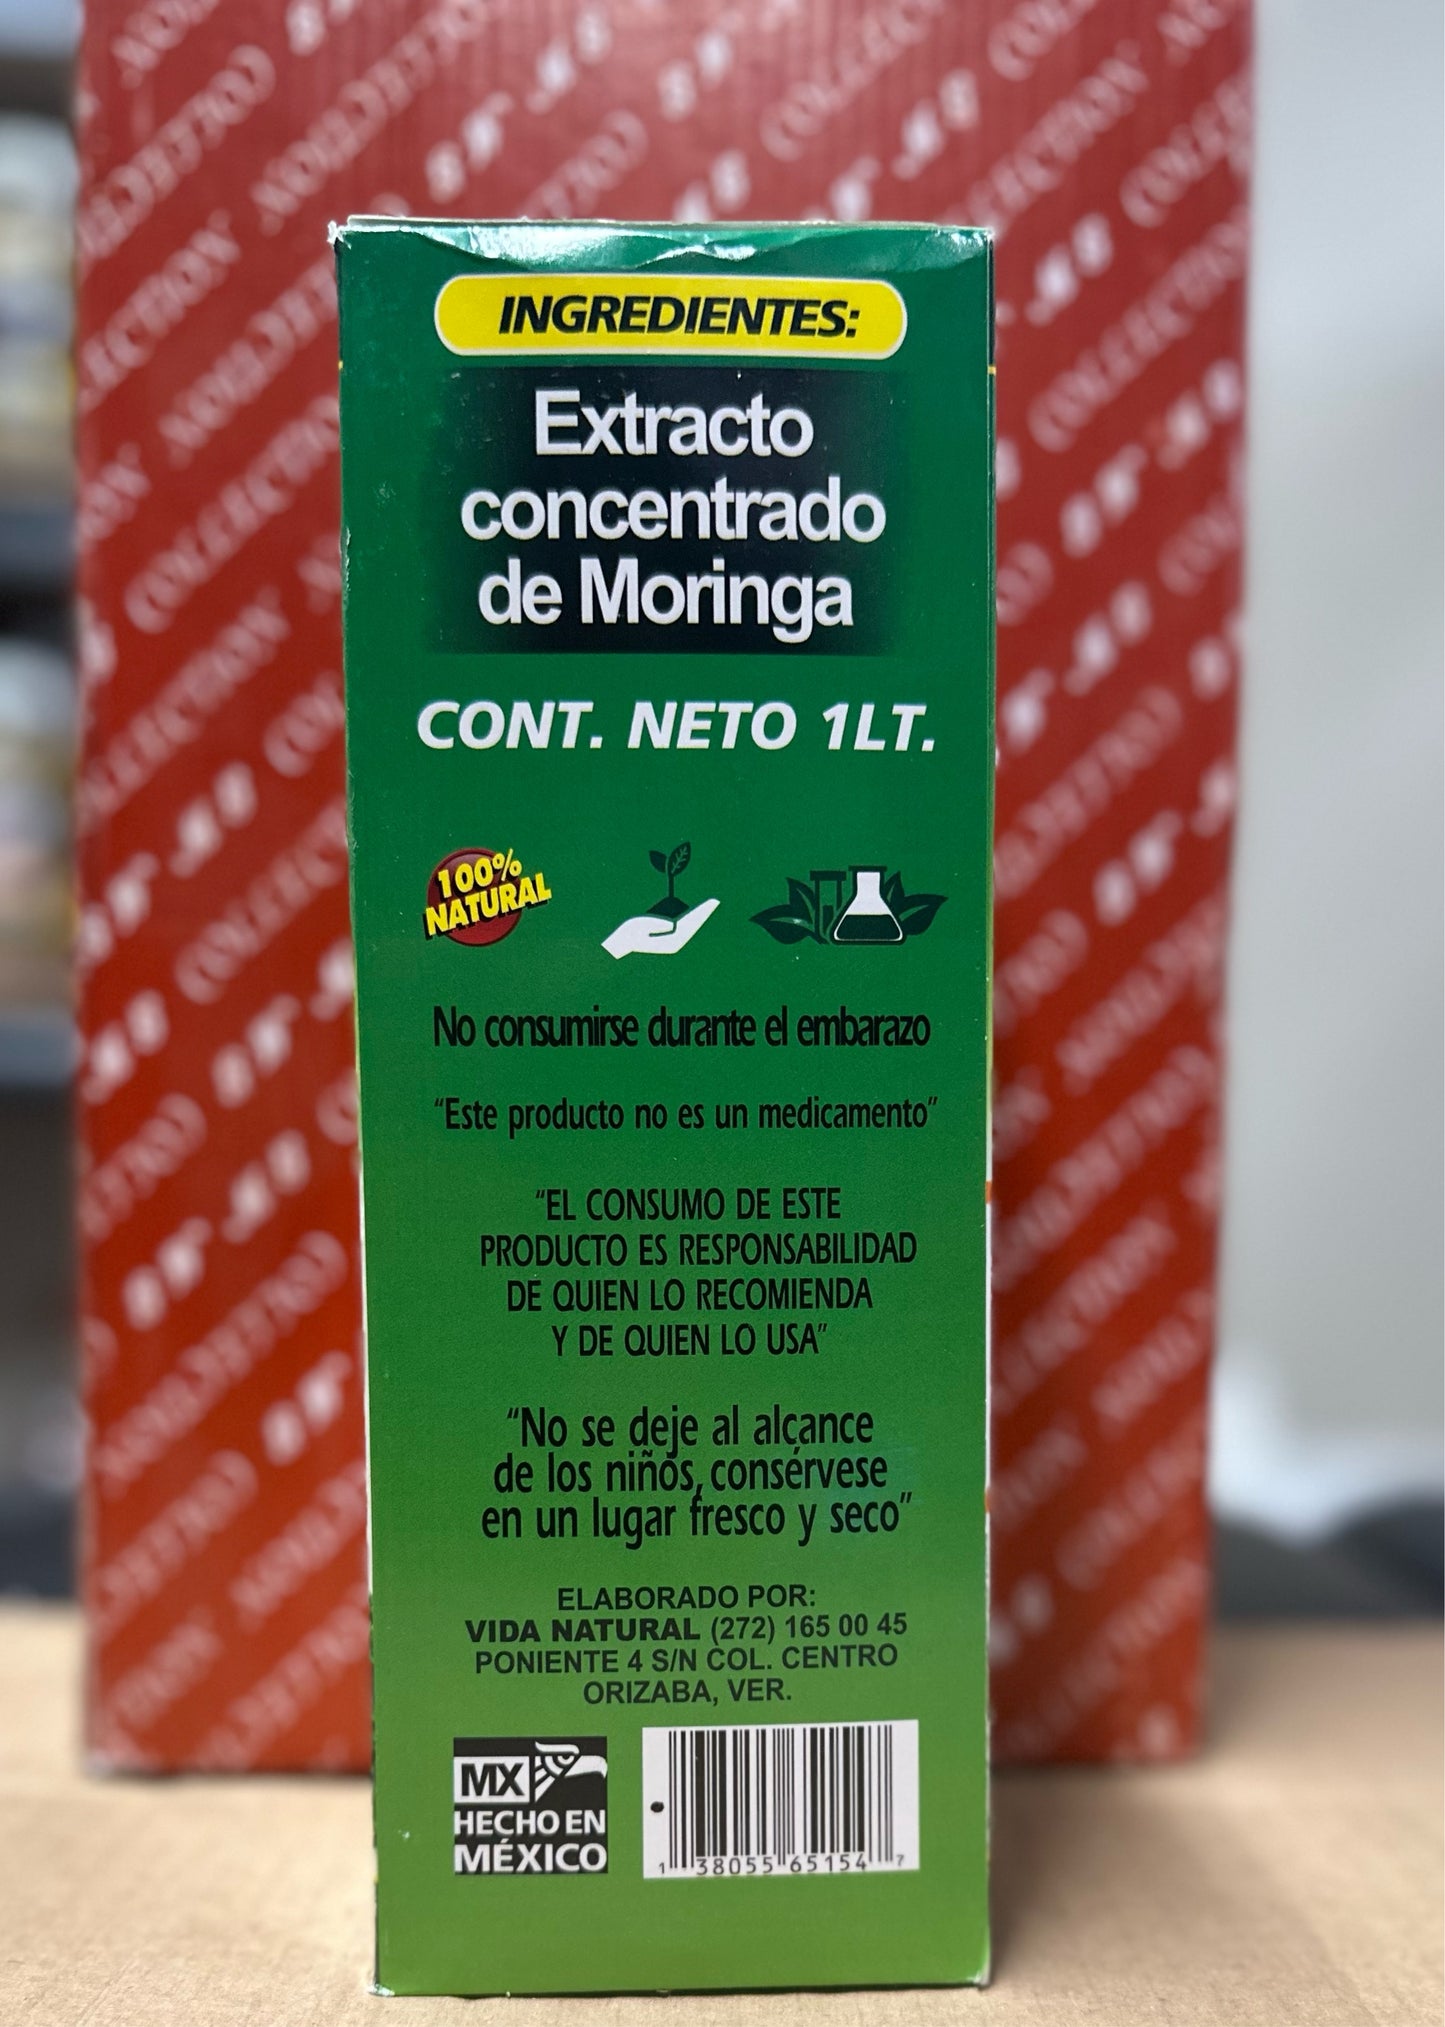 INGREDIENTES:
Extracto
concentrado
de Moringa
CONT. NETO 1LT.
100%
NATURAL
No consumirse durante el embarazo
“Este producto no es un medicamento”
“EL CONSUMO DE ESTE
PRODUCTO ES RESPONSABILIDAD
DE QUIEN LO RECOMIENDA
Y DE QUIEN LO USA”
“No se deje al alcance
de los niños, consérvese
en un lugar fresco y seco”
ELABORADO POR:
VIDA NATURAL (272) 165 00 45
PONIENTE 4 S/N COL. CENTRO
ORIZABA, VER.
MX
HECHO EN
MÉXICO
1 38055 65154 7
COLLECTION